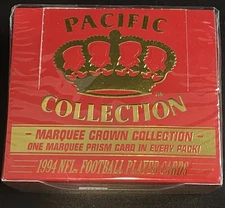 PACIFIC
COLLECTION
- MARQUEE CROWN COLLECTION -
ONE MARQUEE PRISM CARD IN EVERY PACK!
1994 NFL FOOTBALL PLAYER CARDS